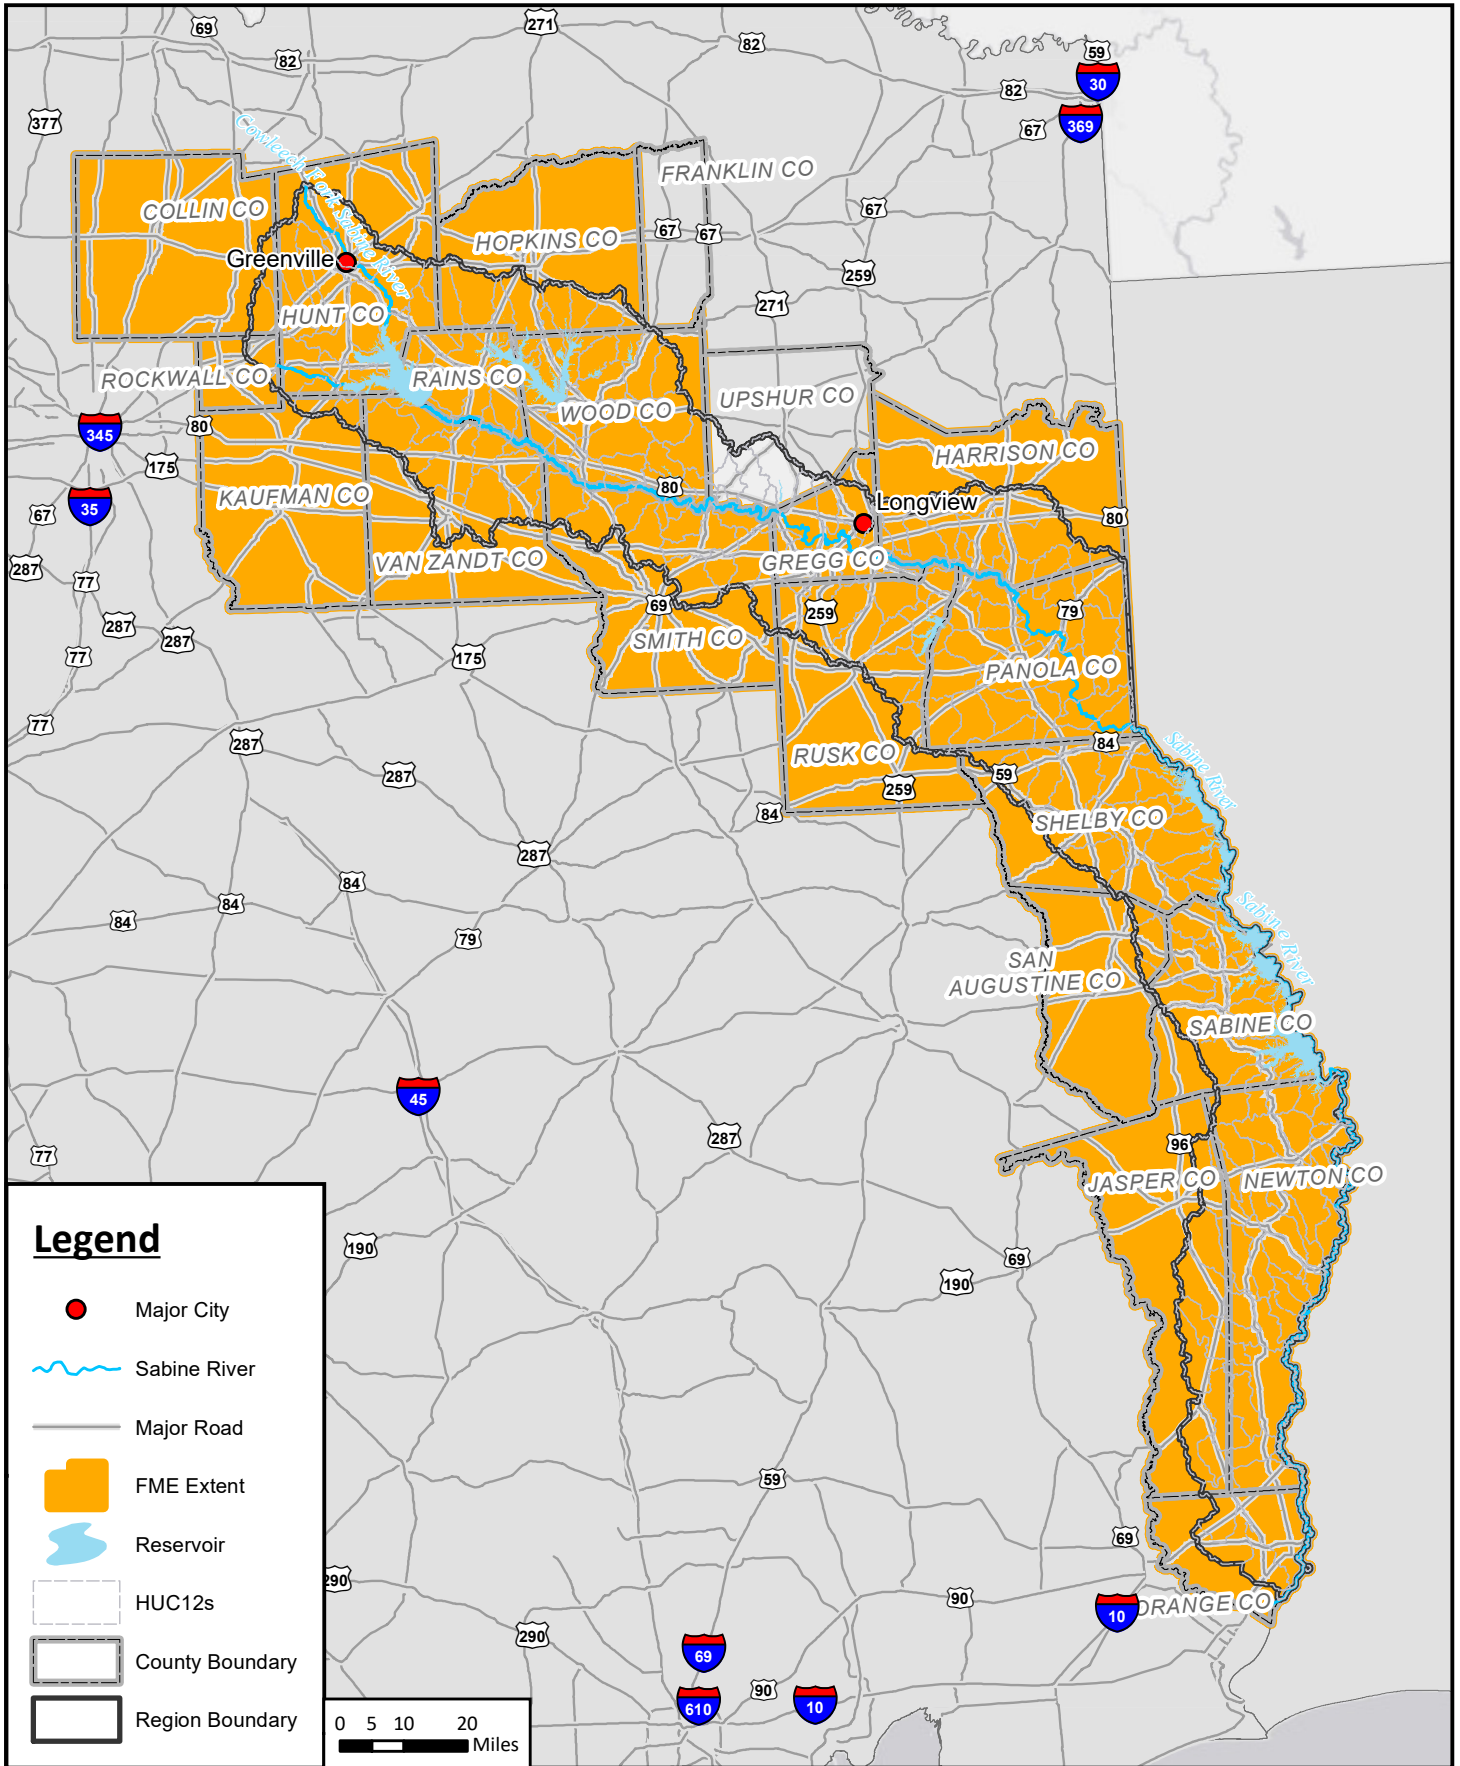 69
271
82
82
59
30
82
369
67
377
Cowleech Fork Sabine River
FRANKLIN CO
COLLIN CO
67
67
67
HOPKINS CO
Greenville
259
271
HUNT CO
ROCKWALL CO
RAINS CO
UPSHUR CO
WOOD CO
80
345
HARRISON CO
175
80
KAUFMAN CO
Longview
35
67
80
VAN ZANDT CO
GREGG CO
287
77
69
259
79
287
287
SMITH CO
77
175
PANOLA CO
77
287
84
Sabine River
RUSK CO
59
287
259
84
SHELBY CO
287
84
84
84
Sabine River
79
SAN
AUGUSTINE CO
SABINE CO
45
287
96
77
JASPER CO
NEWTON CO
190
69
190
59
69
290
90
10
ORANGE CO
290
69
90
610
10
Legend
Major City
Sabine River
Major Road
FME Extent
Reservoir
HUC12s
County Boundary
Region Boundary
0 5 10 20
Miles